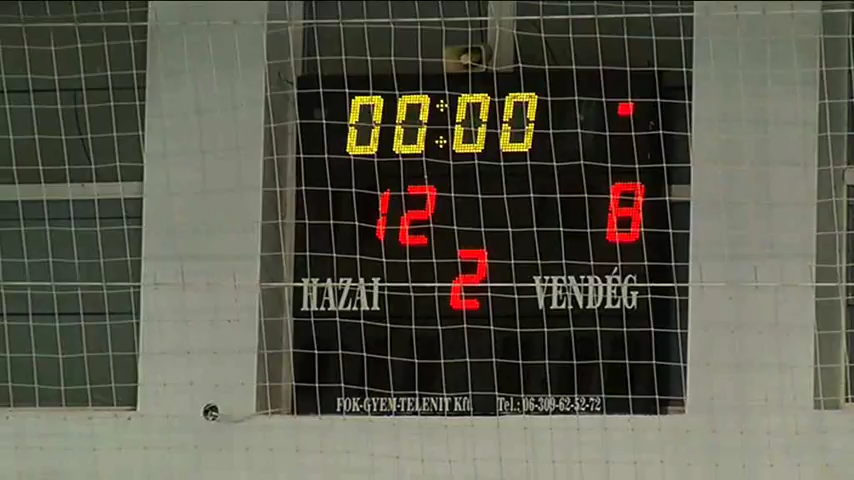 00:00
12 8
2
HAZAI VENDÉG
FOK-GYEM-TELENIT Kft. Tel.: 06-309-62-52-72